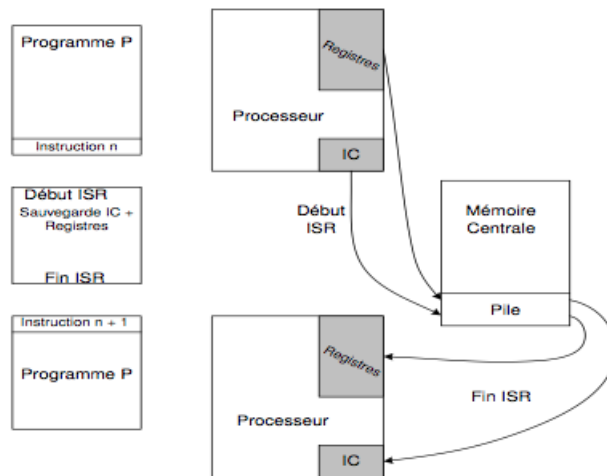 Programme P
Instruction n
Début ISR
Sauvegarde IC +
Registres
Fin ISR
Instruction n + 1
Programme P
Registres
Processeur
IC
Début
ISR
Mémoire
Centrale
Pile
Fin ISR
Registres
Processeur
IC